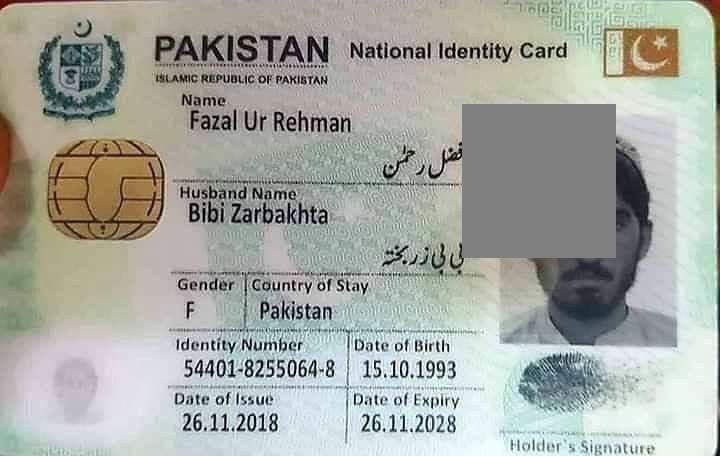 PAKISTAN National Identity Card
ISLAMIC REPUBLIC OF PAKISTAN
Name
Fazal Ur Rehman
فضل رحمٰن
Husband Name
Bibi Zarbakhta
بی بی زربختہ
Gender Country of Stay
F Pakistan
Identity Number Date of Birth
54401-8255064-8 15.10.1993
Date of Issue Date of Expiry
26.11.2018 26.11.2028
Holder's Signature